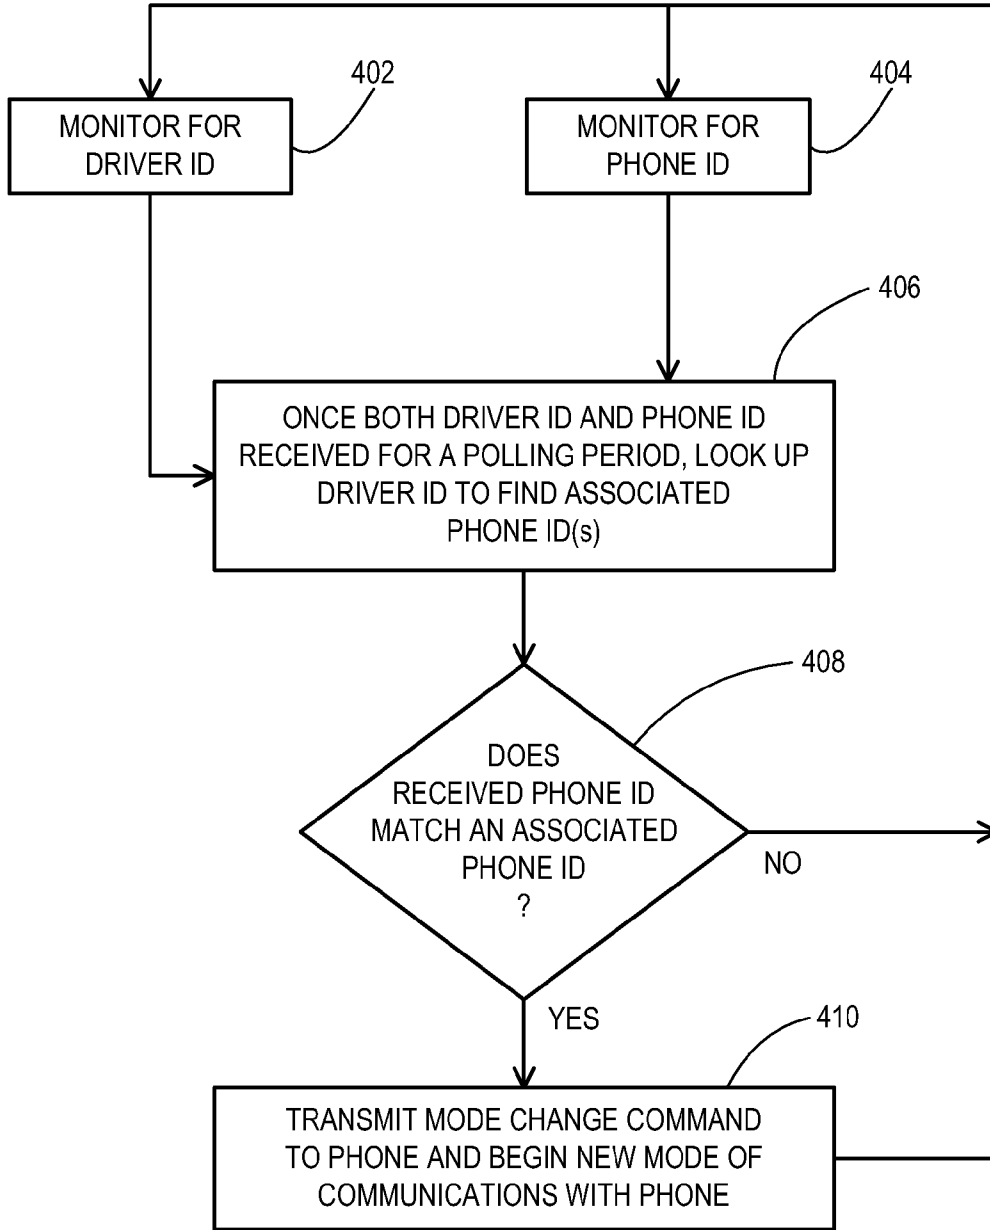 402
MONITOR FOR
DRIVER ID
404
MONITOR FOR
PHONE ID
406
ONCE BOTH DRIVER ID AND PHONE ID
RECEIVED FOR A POLLING PERIOD, LOOK UP
DRIVER ID TO FIND ASSOCIATED
PHONE ID(s)
408
DOES
RECEIVED PHONE ID
MATCH AN ASSOCIATED
PHONE ID
?
NO
YES
410
TRANSMIT MODE CHANGE COMMAND
TO PHONE AND BEGIN NEW MODE OF
COMMUNICATIONS WITH PHONE